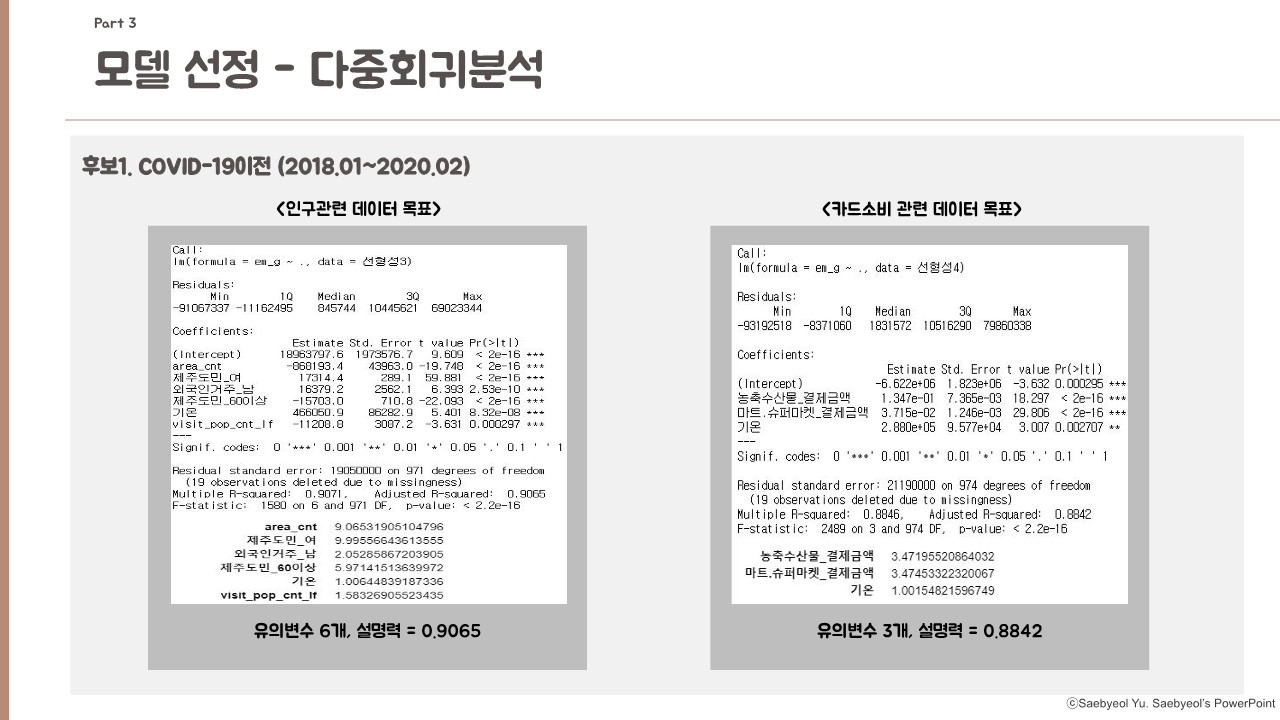 Part 3
모델 선정 - 다중회귀분석
후보1. COVID-19이전 (2018.01~2020.02)
<인구관련 데이터 목표>
Call:
lm(formula = em_g ~ ., data = 선형성3)
Residuals:
Min 1Q Median 3Q Max
-91067337 -11162495 845744 10445621 69023344
Coefficients:
Estimate Std. Error t value Pr(>|t|)
(Intercept) 18963797.6 1973576.7 9.609 < 2e-16 ***
area_cnt -868193.4 43963.0 -19.748 < 2e-16 ***
제주도민_여 17314.4 289.1 59.881 < 2e-16 ***
외국인거주_남 16379.2 2562.1 6.393 2.53e-10 ***
제주도민_60이상 -15703.0 710.8 -22.093 < 2e-16 ***
기온 466050.9 86282.9 5.401 8.32e-08 ***
visit_pop_cnt_lf -11208.8 3087.2 -3.631 0.000297 ***
---
Signif. codes: 0 '***' 0.001 '**' 0.01 '*' 0.05 '.' 0.1 ' ' 1
Residual standard error: 19050000 on 971 degrees of freedom
(19 observations deleted due to missingness)
Multiple R-squared: 0.9071, Adjusted R-squared: 0.9065
F-statistic: 1580 on 6 and 971 DF, p-value: < 2.2e-16
area_cnt 9.06531905104796
제주도민_여 9.99556643613555
외국인거주_남 2.05285867203905
제주도민_60이상 5.97141513639972
기온 1.00644839187336
visit_pop_cnt_lf 1.58326905523435
유의변수 6개, 설명력 = 0.9065
<카드소비 관련 데이터 목표>
Call:
lm(formula = em_g ~ ., data = 선형성4)
Residuals:
Min 1Q Median 3Q Max
-93192518 -8371060 1831572 10516290 79860338
Coefficients:
Estimate Std. Error t value Pr(>|t|)
(Intercept) -6.622e+06 1.823e+06 -3.632 0.000295 ***
농축수산물_결제금액 1.347e-01 7.365e-03 18.297 < 2e-16 ***
마트.슈퍼마켓_결제금액 3.715e-02 1.246e-03 29.806 < 2e-16 ***
기온 2.880e+05 9.577e+04 3.007 0.002707 **
---
Signif. codes: 0 '***' 0.001 '**' 0.01 '*' 0.05 '.' 0.1 ' ' 1
Residual standard error: 21190000 on 974 degrees of freedom
(19 observations deleted due to missingness)
Multiple R-squared: 0.8846, Adjusted R-squared: 0.8842
F-statistic: 2489 on 3 and 974 DF, p-value: < 2.2e-16
농축수산물_결제금액 3.47195520864032
마트.슈퍼마켓_결제금액 3.47453322320067
기온 1.00154821596749
유의변수 3개, 설명력 = 0.8842
ⓒSaebyeol Yu. Saebyeol's PowerPoint